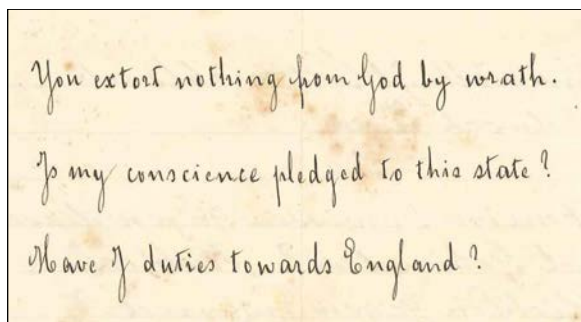 You extort nothing from God by wrath.
Is my conscience pledged to this state?
Have I duties towards England?